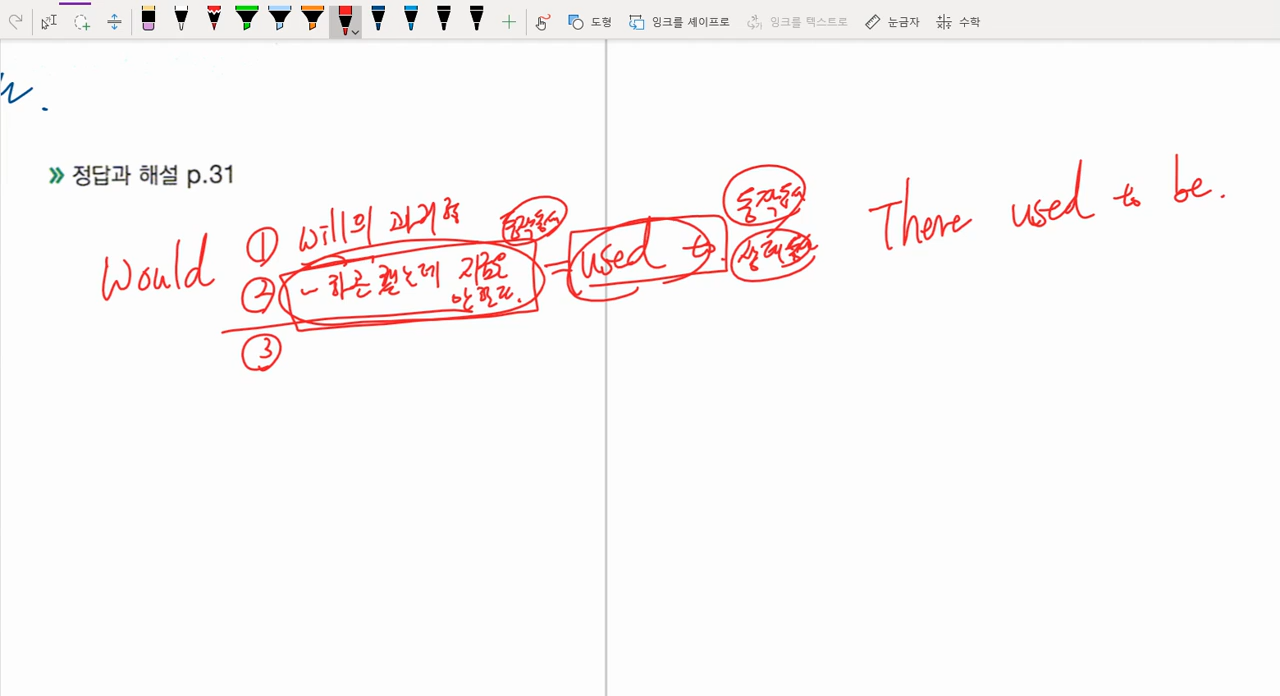 도형
잉크를 셰이프로
잉크를 텍스트로
눈금자
수학
» 정답과 해설 p.31
Would
① will의 과거형
동작동사
② ~하곤 했는데 지금은
안한다.
= used to.
동작동사
상태동사
There used to be.
③